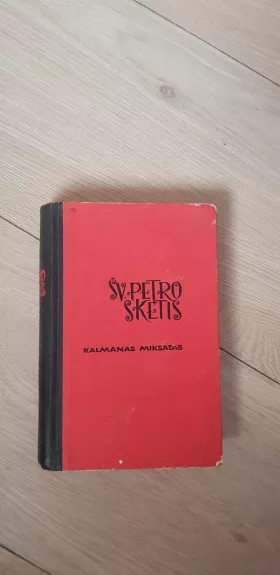 ŠV. PETRO
SKĖTIS
KALMANAS MIKSATAS